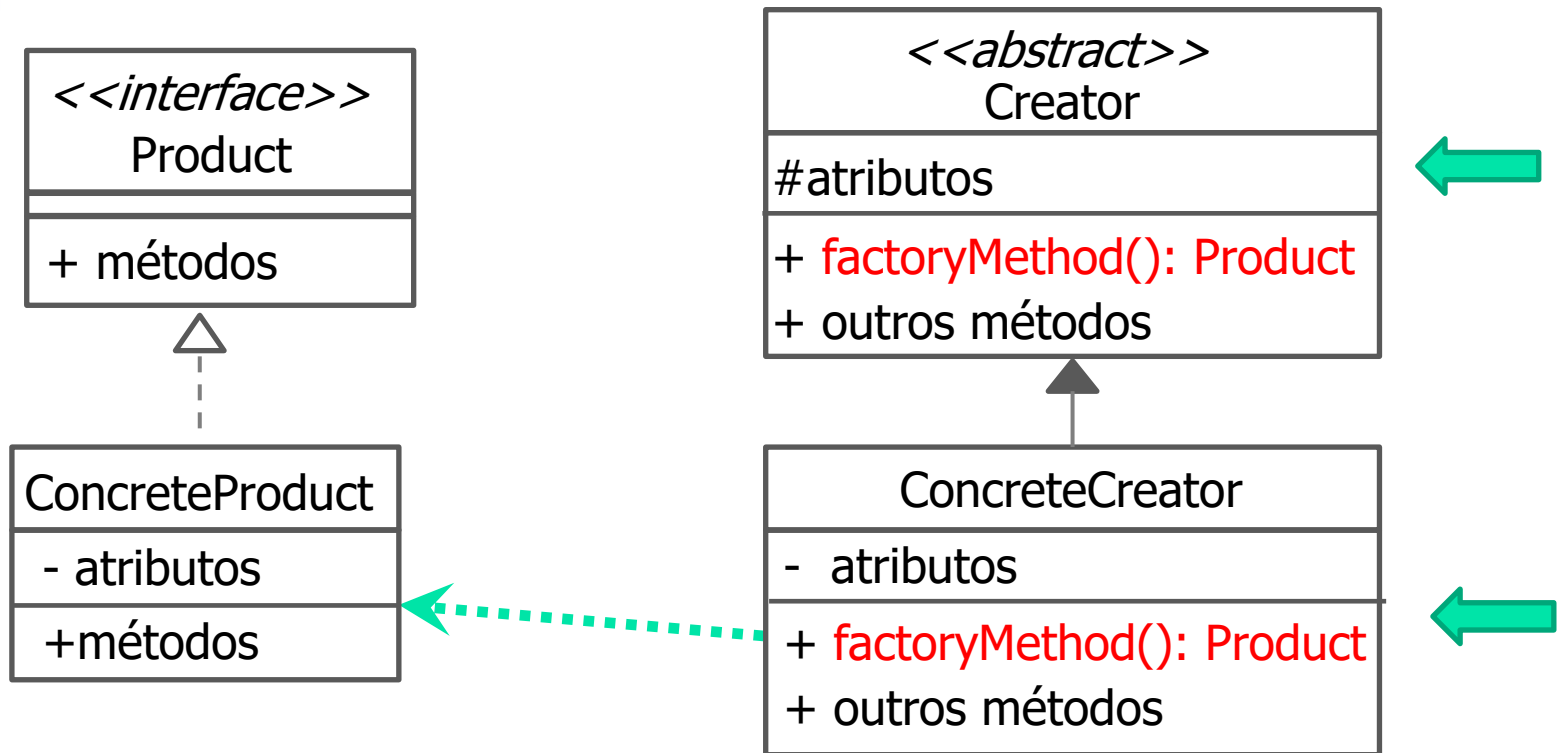 <<interface>>
Product
+ métodos
ConcreteProduct
- atributos
+métodos
<<abstract>>
Creator
#atributos
+ factoryMethod(): Product
+ outros métodos
ConcreteCreator
- atributos
+ factoryMethod(): Product
+ outros métodos